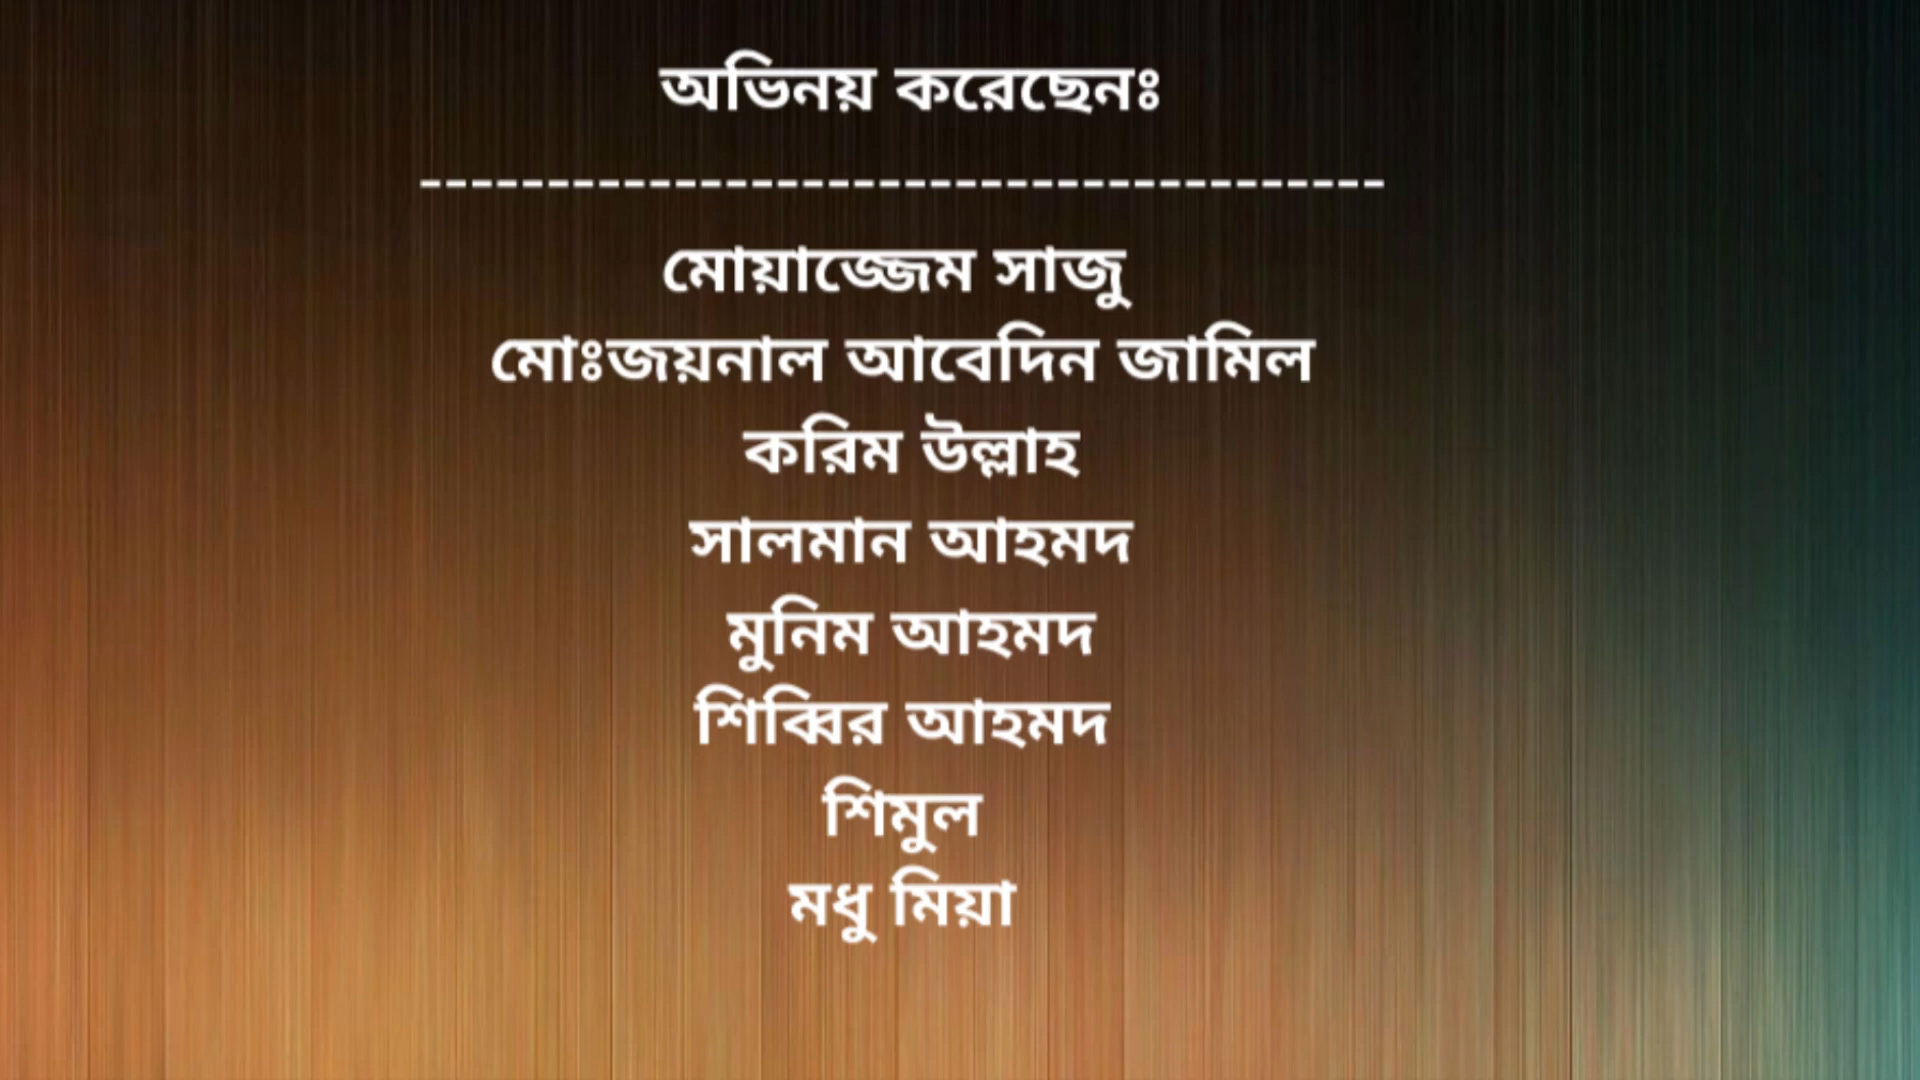 অভিনয় করেছেনঃ
--------------------------------------
মোয়াজ্জেম সাজু
মোঃজয়নাল আবেদিন জামিল
করিম উল্লাহ
সালমান আহমদ
মুনিম আহমদ
শিব্বির আহমদ
শিমুল
মধু মিয়া